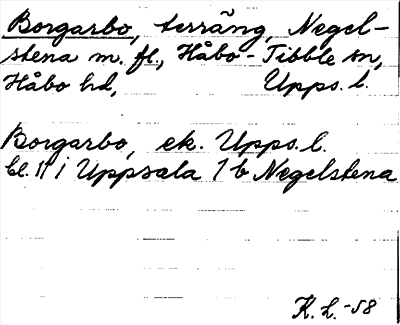 Borgarbo, terräng, Negel-
stena m. fl., Håbo-Tibble sn,
Håbo hd, Upps. l.
Borgarbo, ek. Upps. l.
bl. 11 i Uppsala 1 b Negelstena
K. L. -58